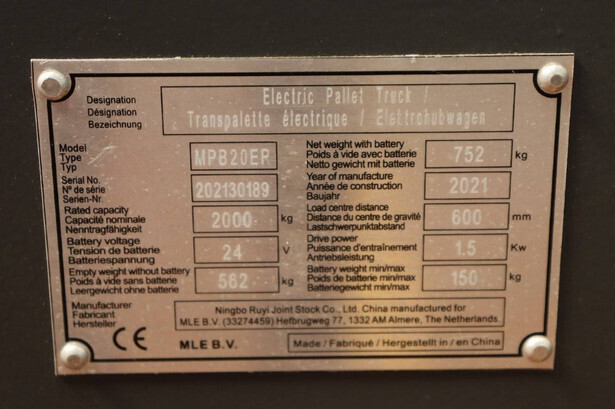 Designation
Désignation
Bezeichnung
Electric Pallet Truck /
Transpalette électrique / Elektrohubwagen
Model
Type
Typ
MPB20ER
Net weight with battery
Poids à vide avec batterie
Netto gewicht mit batterie
752 kg
Serial No.
Nº de série
Serien-Nr.
202130189
Year of manufacture
Année de construction
Baujahr
2021
Rated capacity
Capacité nominale
Nenntragfähigkeit
2000 kg
Load centre distance
Distance du centre de gravité
Lastschwerpunktabstand
600 mm
Battery voltage
Tension de batterie
Batteriespannung
24 V
Drive power
Puissance d'entraînement
Antriebsleistung
1.5 Kw
Empty weight without battery
Poids à vide sans batterie
Leergewicht ohne batterie
562 kg
Battery weight min/max
Poids de batterie min/max
Batteriegewicht min/max
150 kg
Manufacturer
Fabricant
Hersteller
Ningbo Ruyi Joint Stock Co., Ltd. China manufactured for
MLE B.V. (33274459) Hefbrugweg 77, 1332 AM Almere, The Netherlands.
CE
MLE B.V.
Made / Fabriqué / Hergestellt in / en China